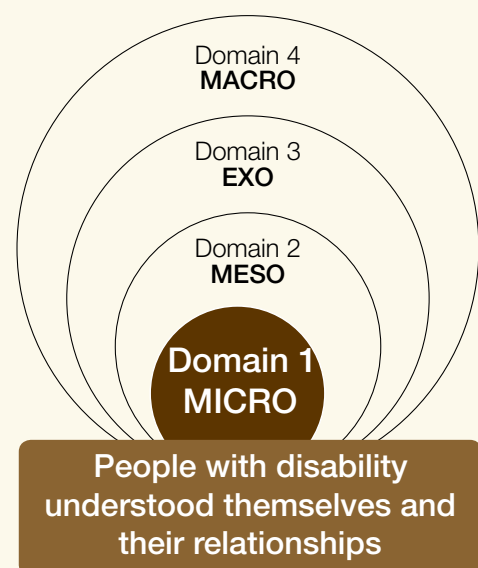 Domain 4
MACRO
Domain 3
EXO
Domain 2
MESO
Domain 1
MICRO
People with disability
understood themselves and
their relationships